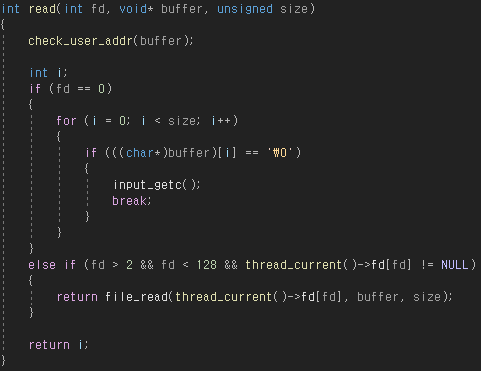 int read(int fd, void* buffer, unsigned size)
{
    check_user_addr(buffer);

    int i;
    if (fd == 0)
    {
        for (i = 0; i < size; i++)
        {
            if (((char*)buffer)[i] == '₩0')
            {
                input_getc();
                break;
            }
        }
    }
    else if (fd > 2 && fd < 128 && thread_current()->fd[fd] != NULL)
    {
        return file_read(thread_current()->fd[fd], buffer, size);
    }

    return i;
}